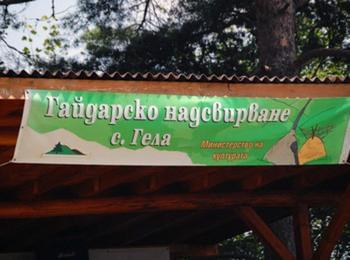 Гайдарско надсвирване
с. Гела
Министерство на
културата